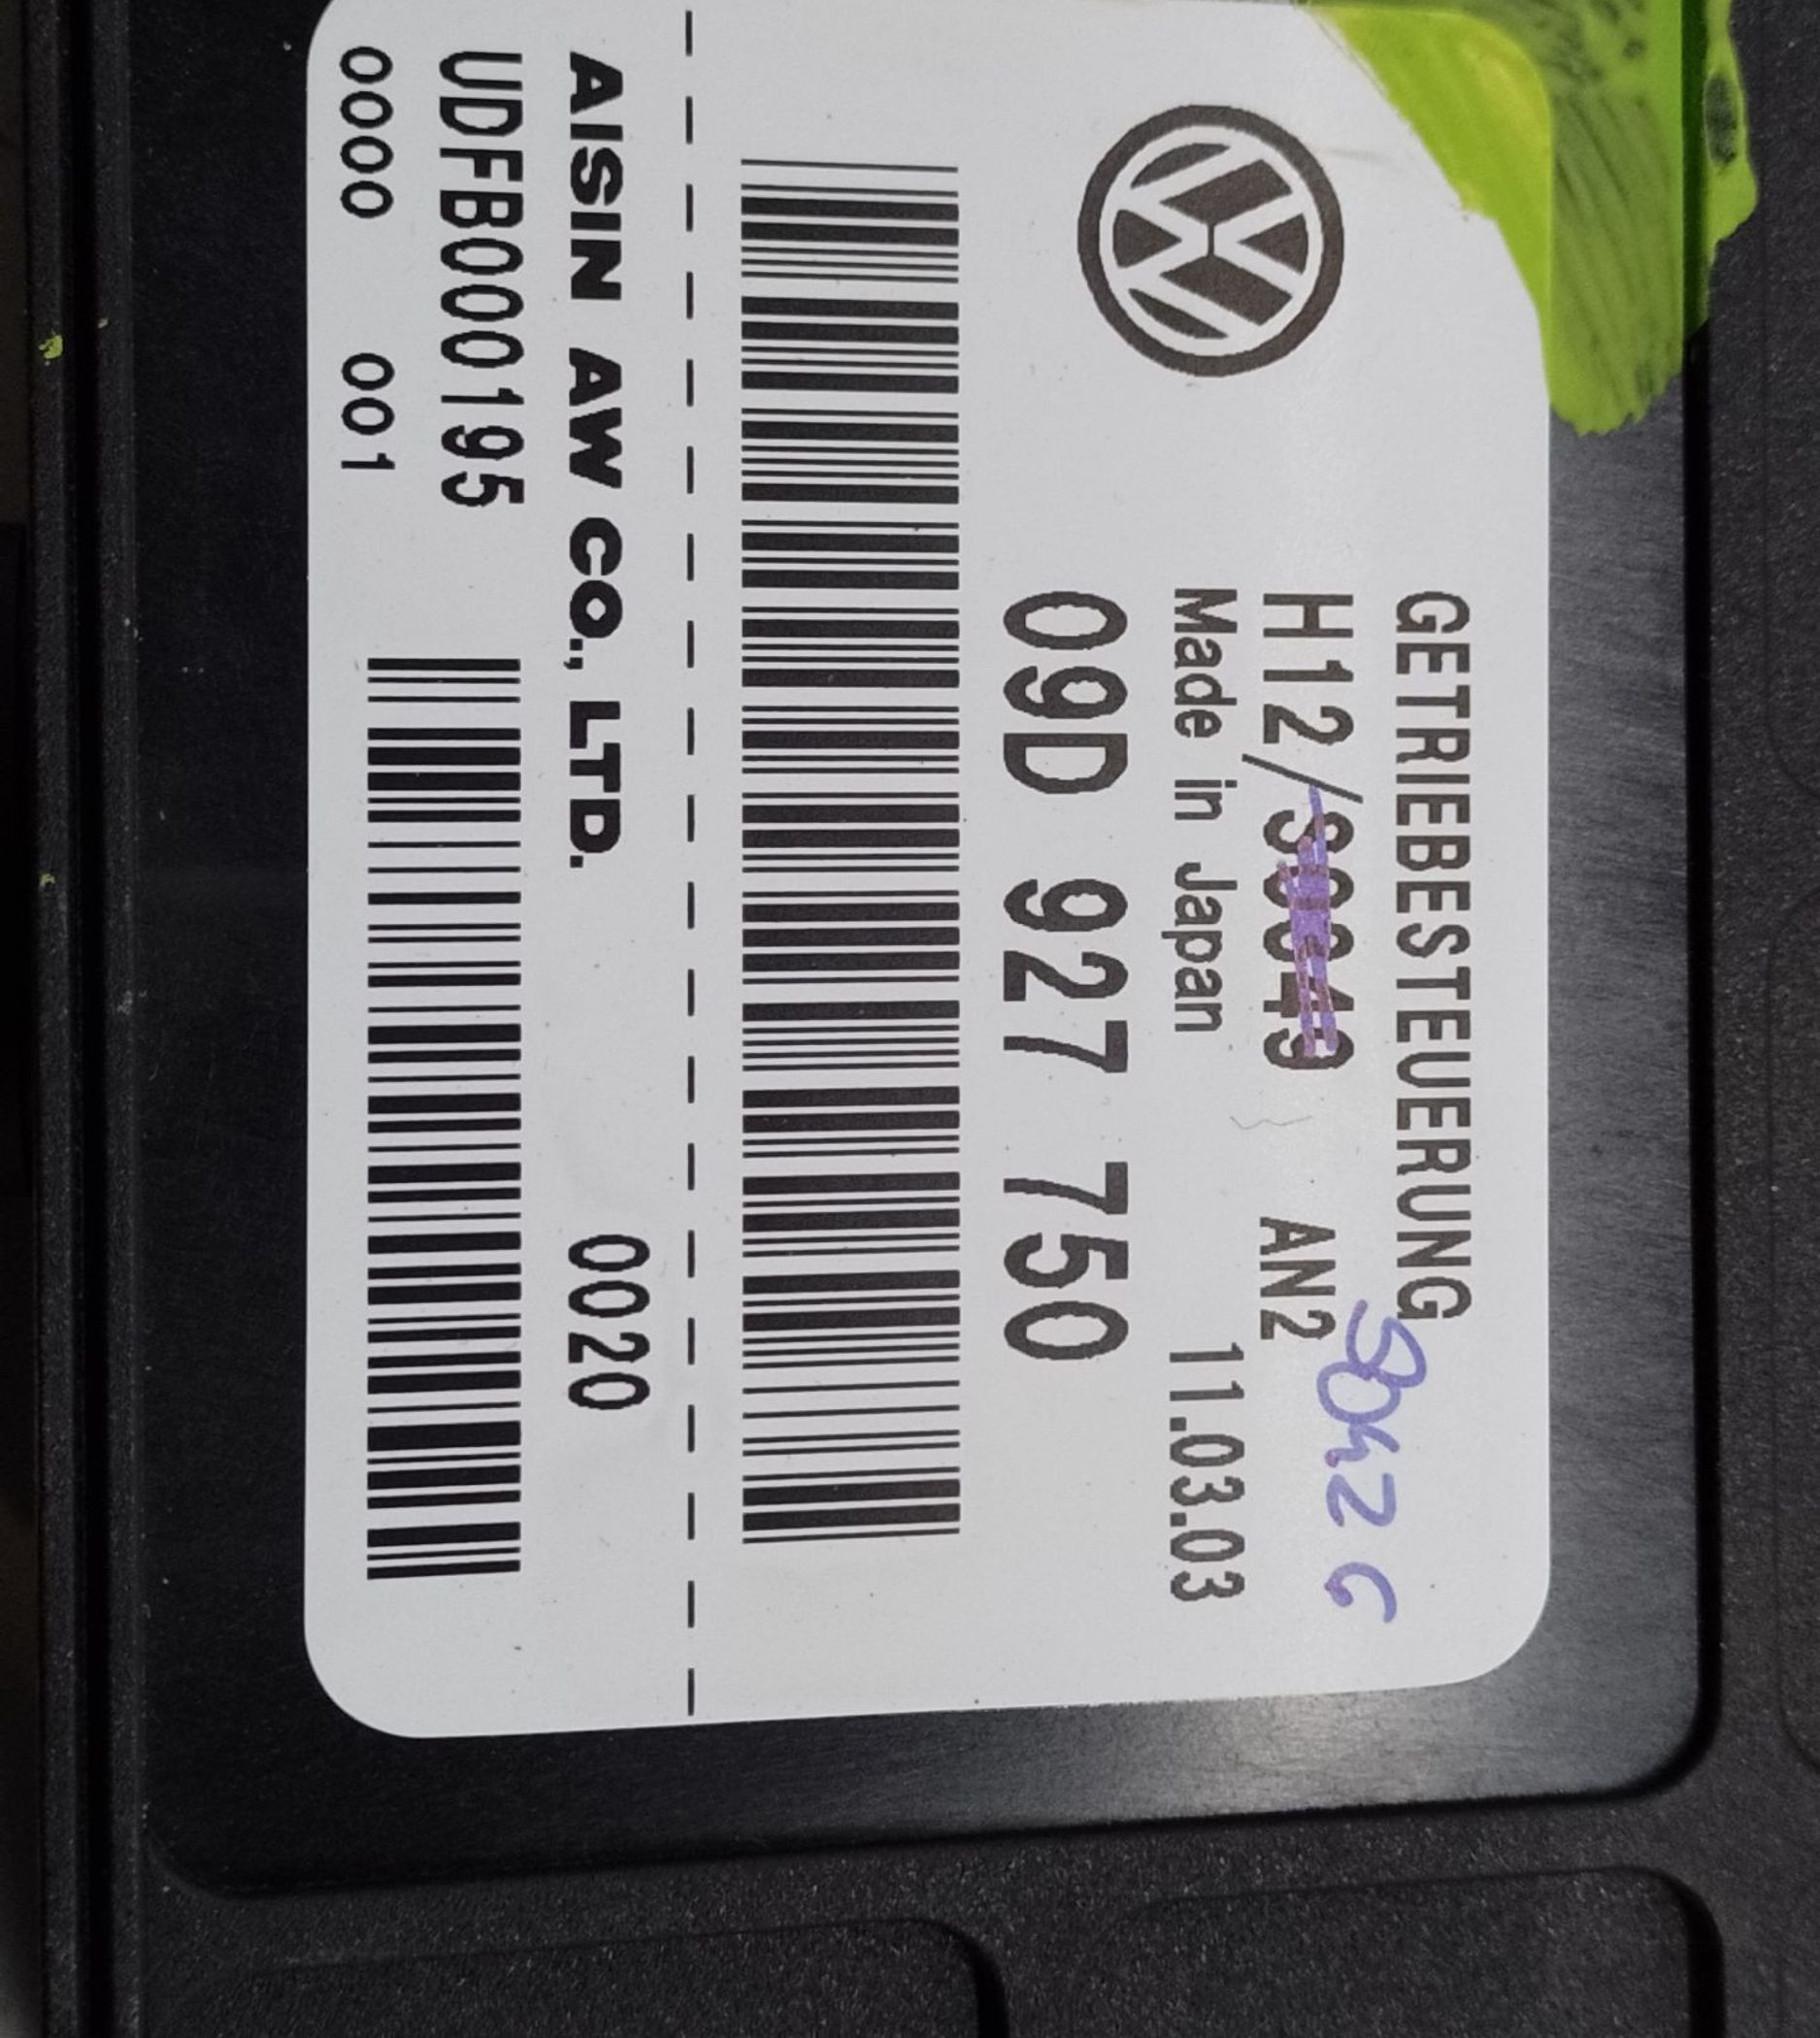 GETRIEBESTEUERUNG
H12/S0049 AN2
Made in Japan 11.03.03
09D 927 750
AISIN AW CO., LTD. 0020
UDFB000195
0000 001